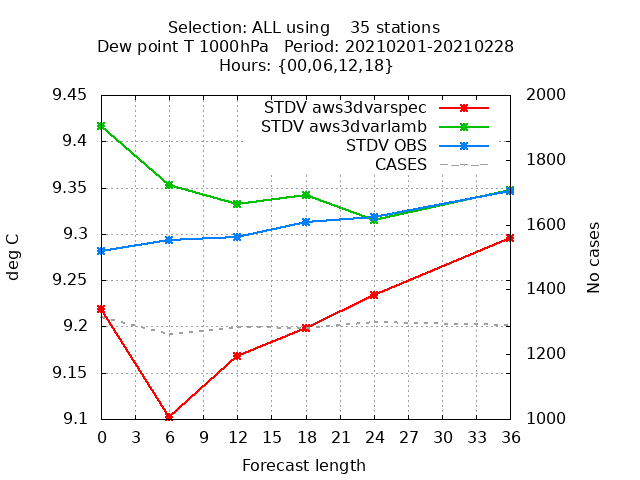 Selection: ALL using    35 stations
Dew point T 1000hPa   Period: 20210201-20210228
Hours: {00,06,12,18}
STDV aws3dvarspec
STDV aws3dvarlamb
STDV OBS
CASES
deg C
9.45
9.4
9.35
9.3
9.25
9.2
9.15
9.1
2000
1800
1600
1400
1200
1000
No cases
0 3 6 9 12 15 18 21 24 27 30 33 36
Forecast length